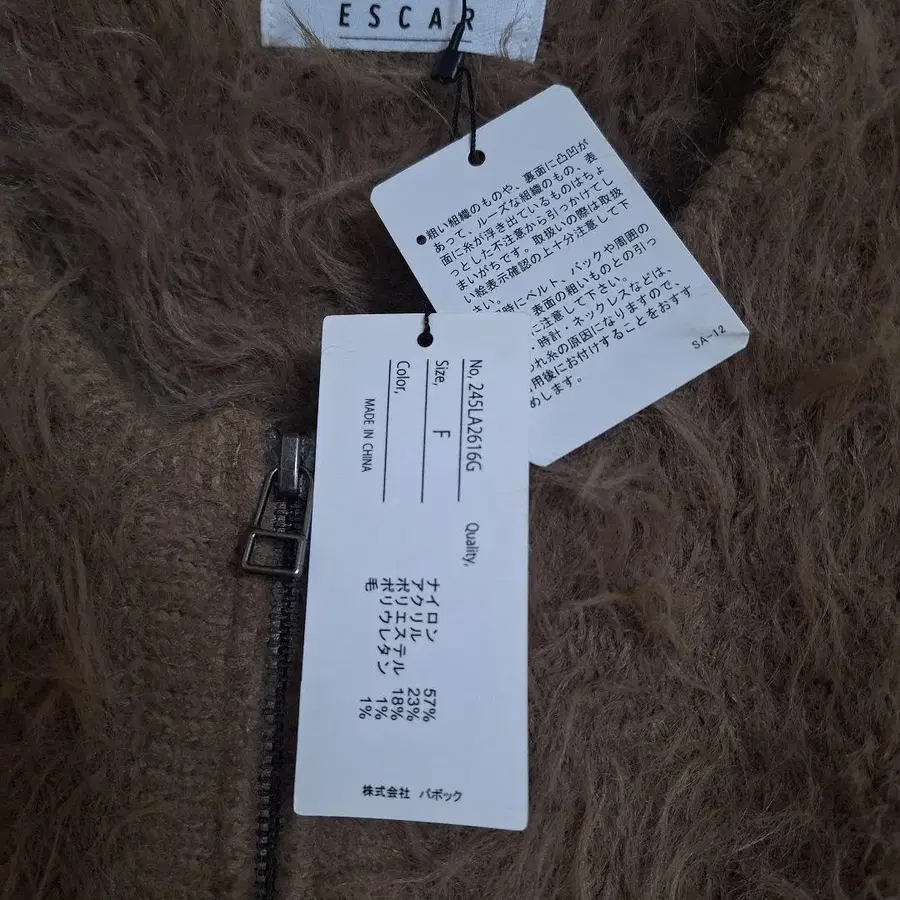 ESCAR
●粗い組織のものや、裏面に凸凹が
あって、ルーズな組織のもの、表
面に糸が浮き出ているものはちょ
っとした不注意から引っかけてし
まいがちです。取扱いの際は取扱
い絵表示確認の上十分注意して下
さい。
時にベルト、バックや周囲の
表面の粗いものとの引っ
に注意して下さい。
・時計・ネックレスなどは、
れ糸の原因になりますので、
用後にお付けすることをおすす
めします。
SA-12
No, 245LA2616G
Size, F
Color,
MADE IN CHINA
Quality,
ナイロン 57%
アクリル 23%
ポリエステル 18%
ポリウレタン 1%
毛 1%
株式会社 パボック